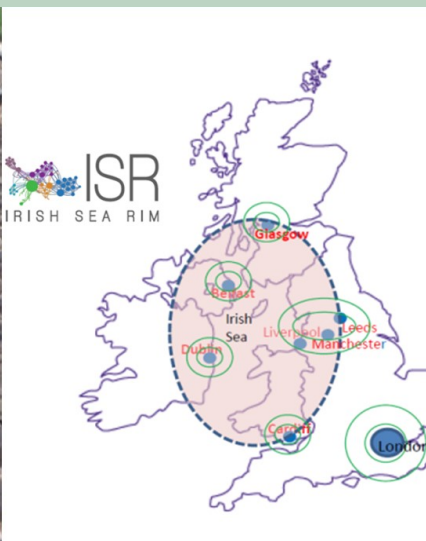 ISR
IRISH SEA RIM
Glasgow
Belfast
Irish
Sea
Liverpool
Leeds
Manchester
Dublin
Cardiff
London